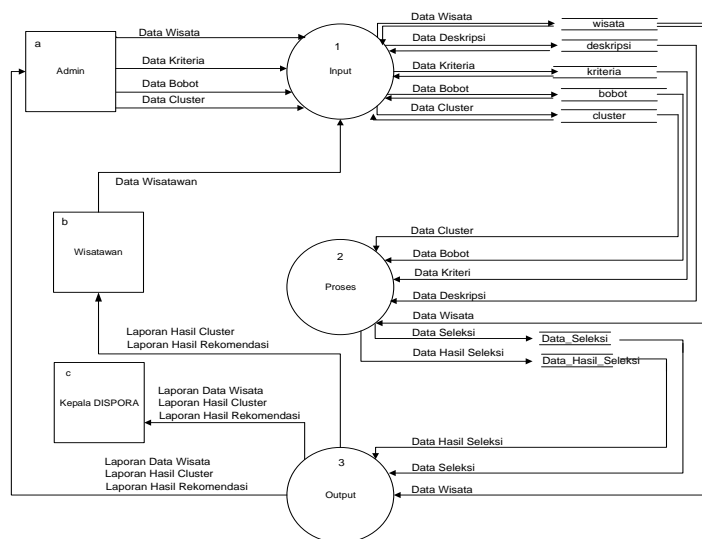 a
Admin
Data Wisata
Data Kriteria
Data Bobot
Data Cluster
1
Input
Data Wisata
Data Deskripsi
Data Kriteria
Data Bobot
Data Cluster
wisata
deskripsi
kriteria
bobot
cluster
Data Wisatawan
b
Wisatawan
2
Proses
Data Cluster
Data Bobot
Data Kriteri
Data Deskripsi
Data Wisata
Data Seleksi
Data Hasil Seleksi
Data_Seleksi
Data_Hasil_Seleksi
Laporan Hasil Cluster
Laporan Hasil Rekomendasi
c
Kepala DISPORA
Laporan Data Wisata
Laporan Hasil Cluster
Laporan Hasil Rekomendasi
Laporan Data Wisata
Laporan Hasil Cluster
Laporan Hasil Rekomendasi
3
Output
Data Hasil Seleksi
Data Seleksi
Data Wisata